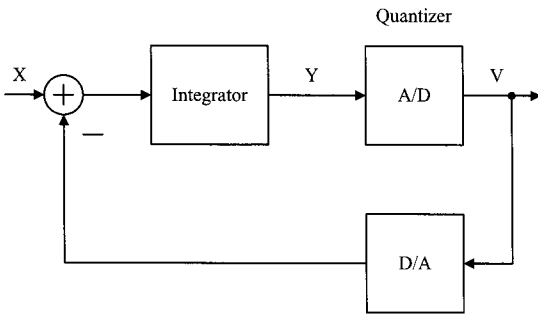 Quantizer
X
Integrator
Y
A/D
V
D/A